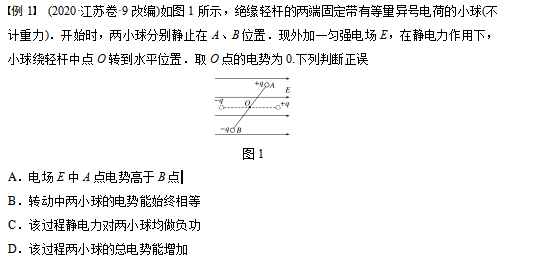 【例 1】 (2020·江苏卷·9 改编)如图 1 所示，绝缘轻杆的两端固定带有等量异号电荷的小球(不
计重力)．开始时，两小球分别静止在 A、B 位置．现外加一匀强电场 E，在静电力作用下，
小球绕轻杆中点 O 转到水平位置．取 O 点的电势为 0.下列判断正误
+q A
E
-q O +q
-q B
图 1
A．电场 E 中 A 点电势高于 B 点
B．转动中两小球的电势能始终相等
C．该过程静电力对两小球均做负功
D．该过程两小球的总电势能增加